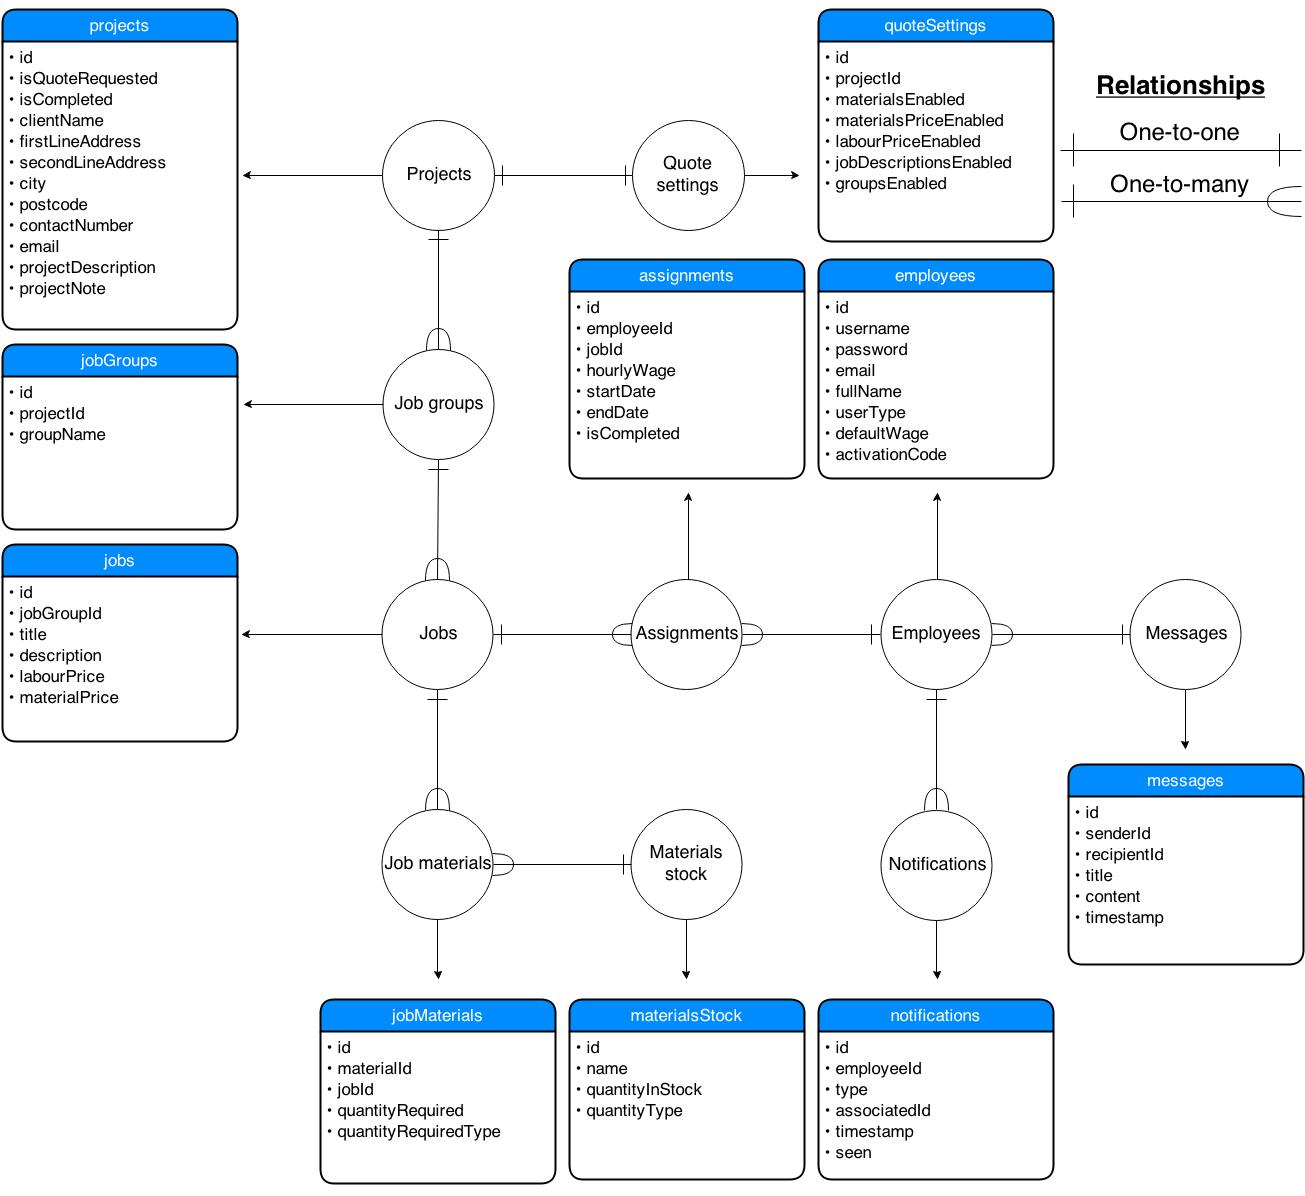 projects
• id
• isQuoteRequested
• isCompleted
• clientName
• firstLineAddress
• secondLineAddress
• city
• postcode
• contactNumber
• email
• projectDescription
• projectNote
quoteSettings
• id
• projectId
• materialsEnabled
• materialsPriceEnabled
• labourPriceEnabled
• jobDescriptionsEnabled
• groupsEnabled
Relationships
One-to-one
One-to-many
Projects
Quote
settings
assignments
• id
• employeeId
• jobId
• hourlyWage
• startDate
• endDate
• isCompleted
employees
• id
• username
• password
• email
• fullName
• userType
• defaultWage
• activationCode
jobGroups
• id
• projectId
• groupName
Job groups
jobs
• id
• jobGroupId
• title
• description
• labourPrice
• materialPrice
Jobs
Assignments
Employees
Messages
messages
• id
• senderId
• recipientId
• title
• content
• timestamp
Job materials
Materials
stock
Notifications
jobMaterials
• id
• materialId
• jobId
• quantityRequired
• quantityRequiredType
materialsStock
• id
• name
• quantityInStock
• quantityType
notifications
• id
• employeeId
• type
• associatedId
• timestamp
• seen